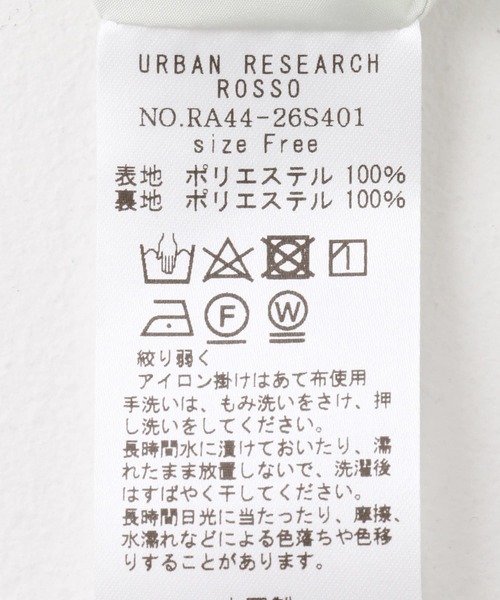 URBAN RESEARCH
ROSSO
NO.RA44-26S401
size Free
表地 ポリエステル 100%
裏地 ポリエステル 100%
F W
絞り弱く
アイロン掛けはあて布使用
手洗いは、もみ洗いをさけ、押
し洗いをしてください。
長時間水に漬けておいたり、濡
れたまま放置しないで、洗濯後
はすばやく干してください。
長時間日光に当たったり、摩擦、
水濡れなどによる色落ちや色移
りすることがあります。